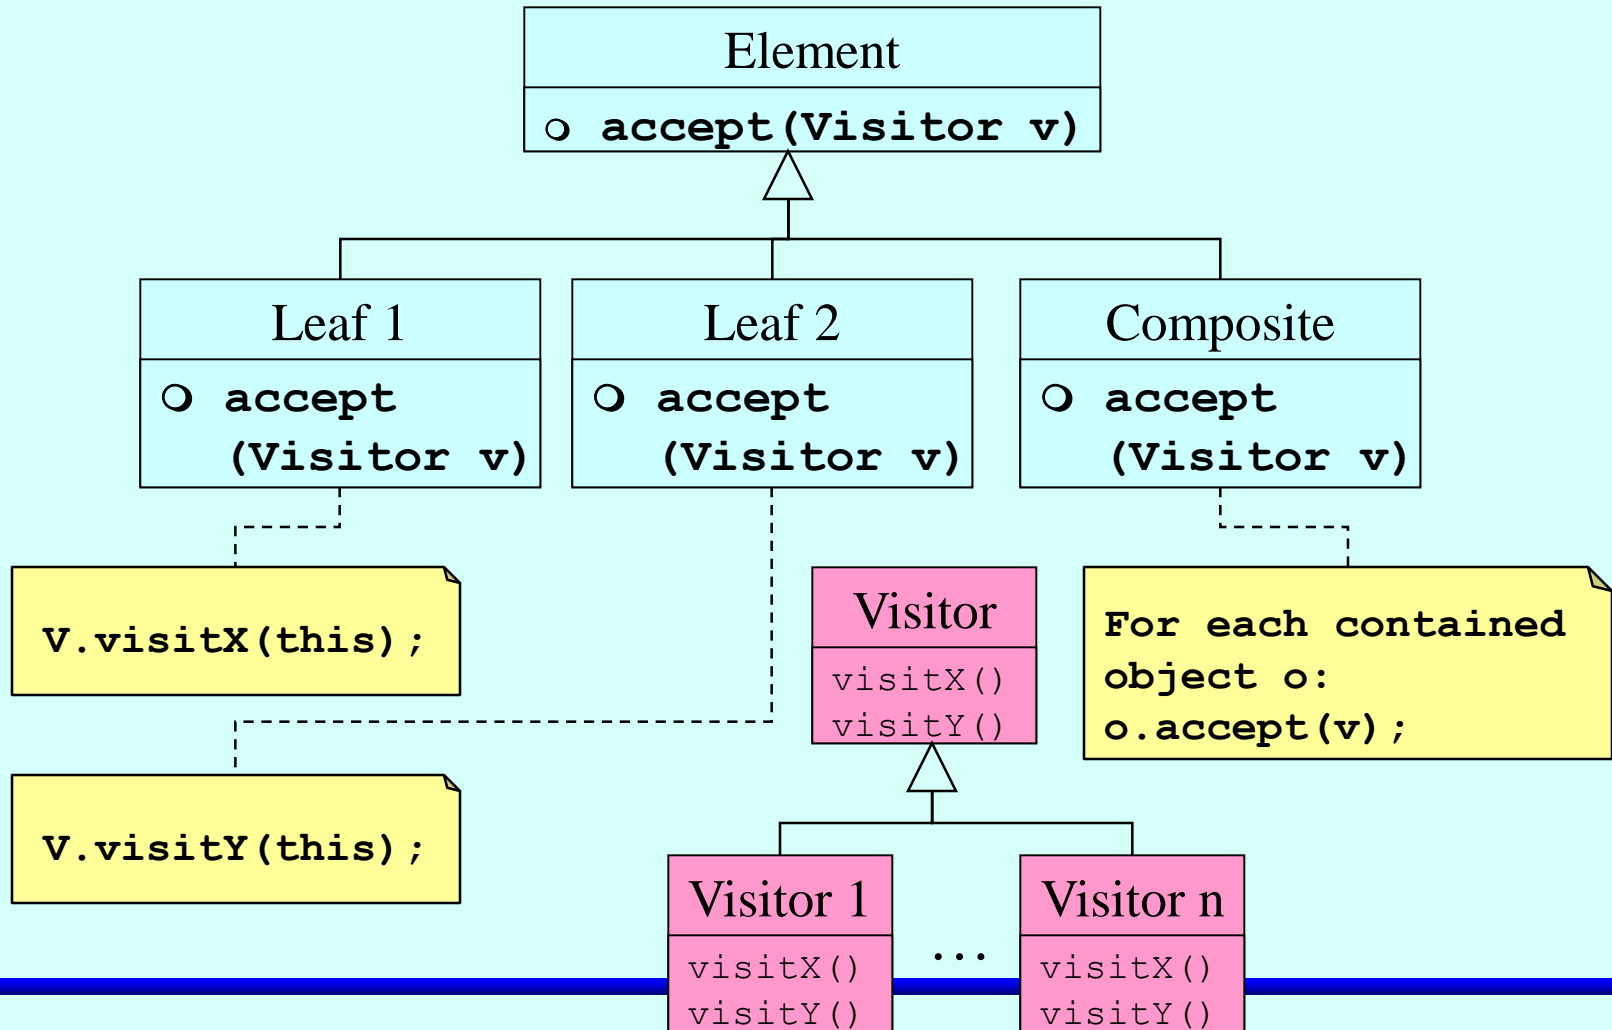 Element
accept(Visitor v)
Leaf 1
accept
(Visitor v)
Leaf 2
accept
(Visitor v)
Composite
accept
(Visitor v)
V.visitX(this);
V.visitY(this);
Visitor
visitX()
visitY()
For each contained
object o:
o.accept(v);
Visitor 1
visitX()
visitY()
...
Visitor n
visitX()
visitY()